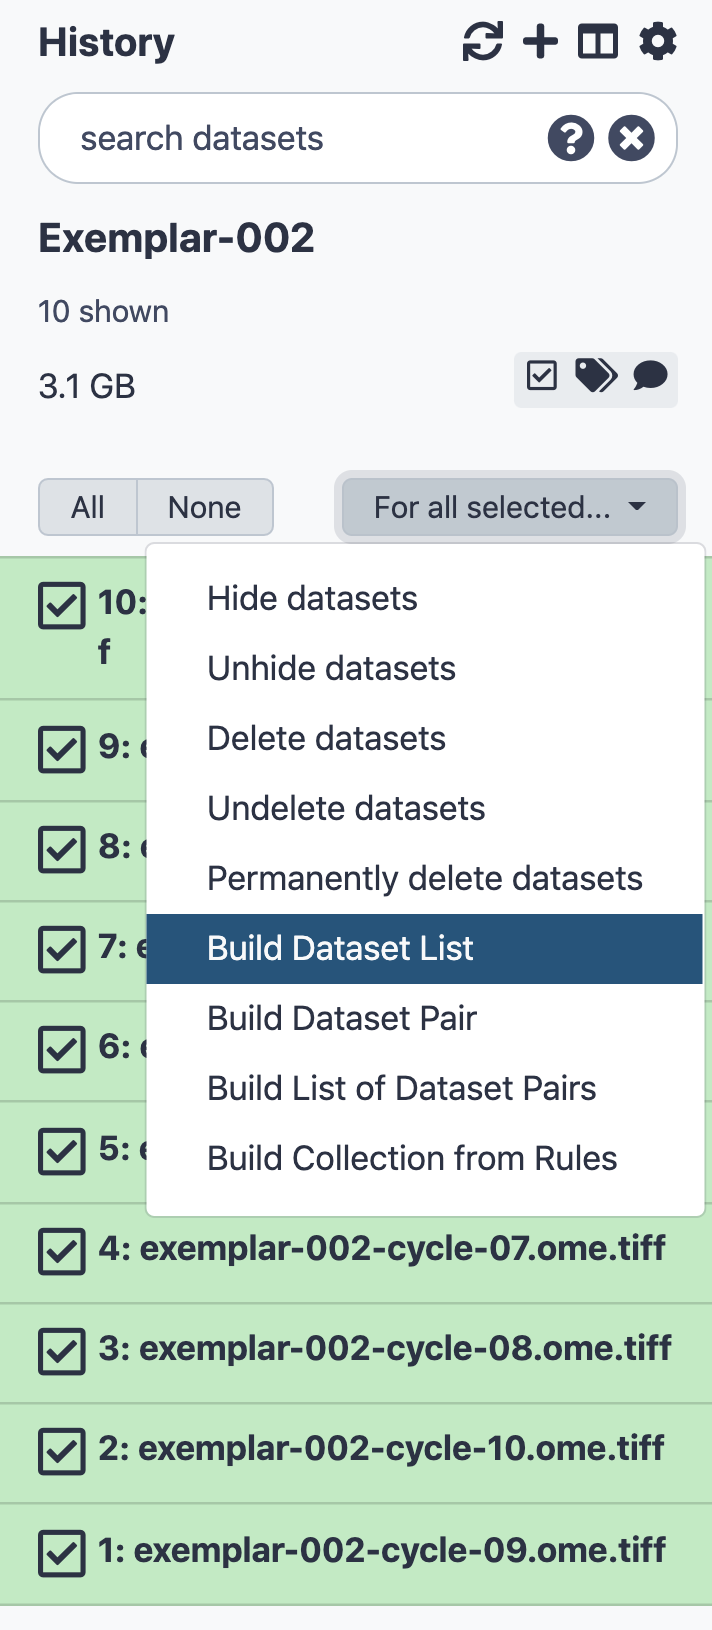 History
search datasets
Exemplar-002
10 shown
3.1 GB
All None For all selected...
Hide datasets
Unhide datasets
Delete datasets
Undelete datasets
Permanently delete datasets
Build Dataset List
Build Dataset Pair
Build List of Dataset Pairs
Build Collection from Rules
10:
f
9:
8:
7:
6:
5:
4: exemplar-002-cycle-07.ome.tiff
3: exemplar-002-cycle-08.ome.tiff
2: exemplar-002-cycle-10.ome.tiff
1: exemplar-002-cycle-09.ome.tiff